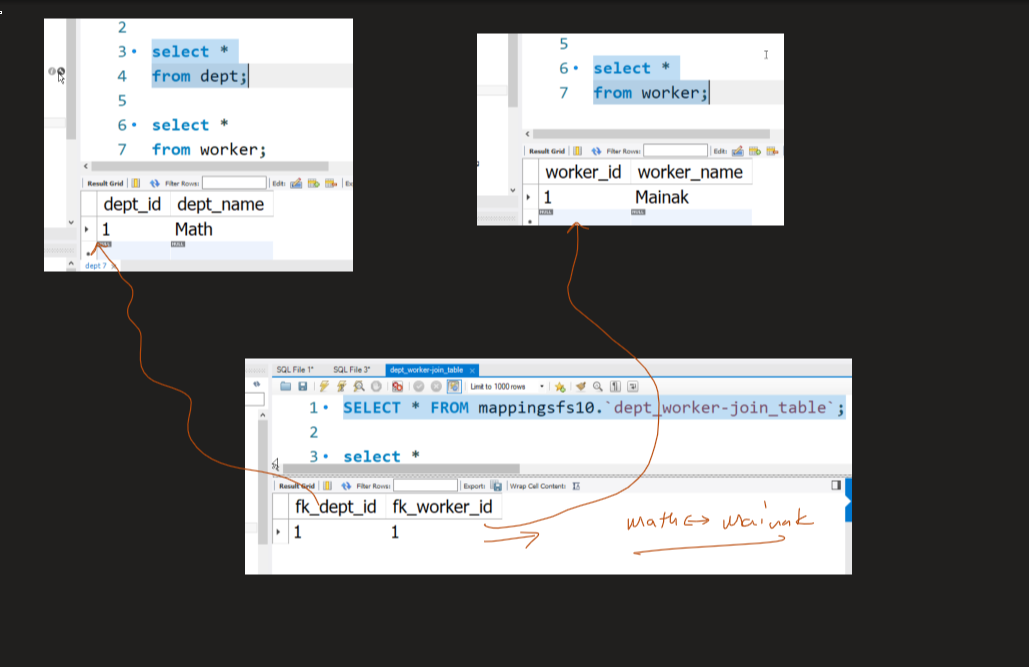 2
3 select *
4 from dept;
5
6 select *
7 from worker;
Result Grid Filter Rows: Edit:
dept_id dept_name
1 Math
NULL NULL
dept 7
5
6 select *
7 from worker;
Result Grid Filter Rows: Edit:
worker_id worker_name
1 Mainak
NULL NULL
SQL File 1* SQL File 3* dept_worker-join_table
Limit to 1000 rows
1 SELECT * FROM mappingsfs10.`dept_worker-join_table`;
2
3 select *
Result Grid Filter Rows: Export: Wrap Cell Content:
fk_dept_id fk_worker_id
1 1
math ↔ mainak